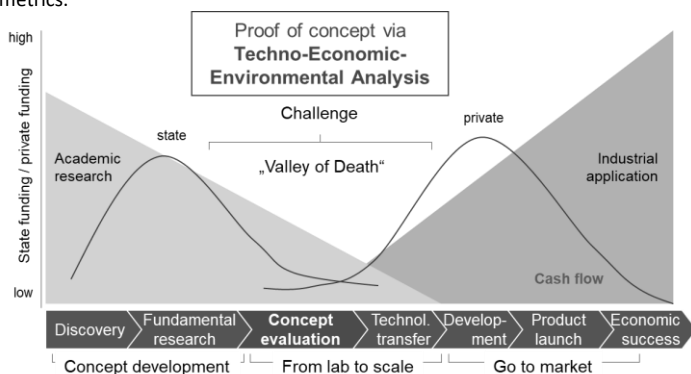 metrics.
high
Proof of concept via
Techno-Economic-
Environmental Analysis
State funding / private funding
Challenge
state
private
Academic
research
„Valley of Death“
Industrial
application
Cash flow
low
Discovery
Fundamental
research
Concept
evaluation
Technol.
transfer
Develop-
ment
Product
launch
Economic
success
Concept development
From lab to scale
Go to market